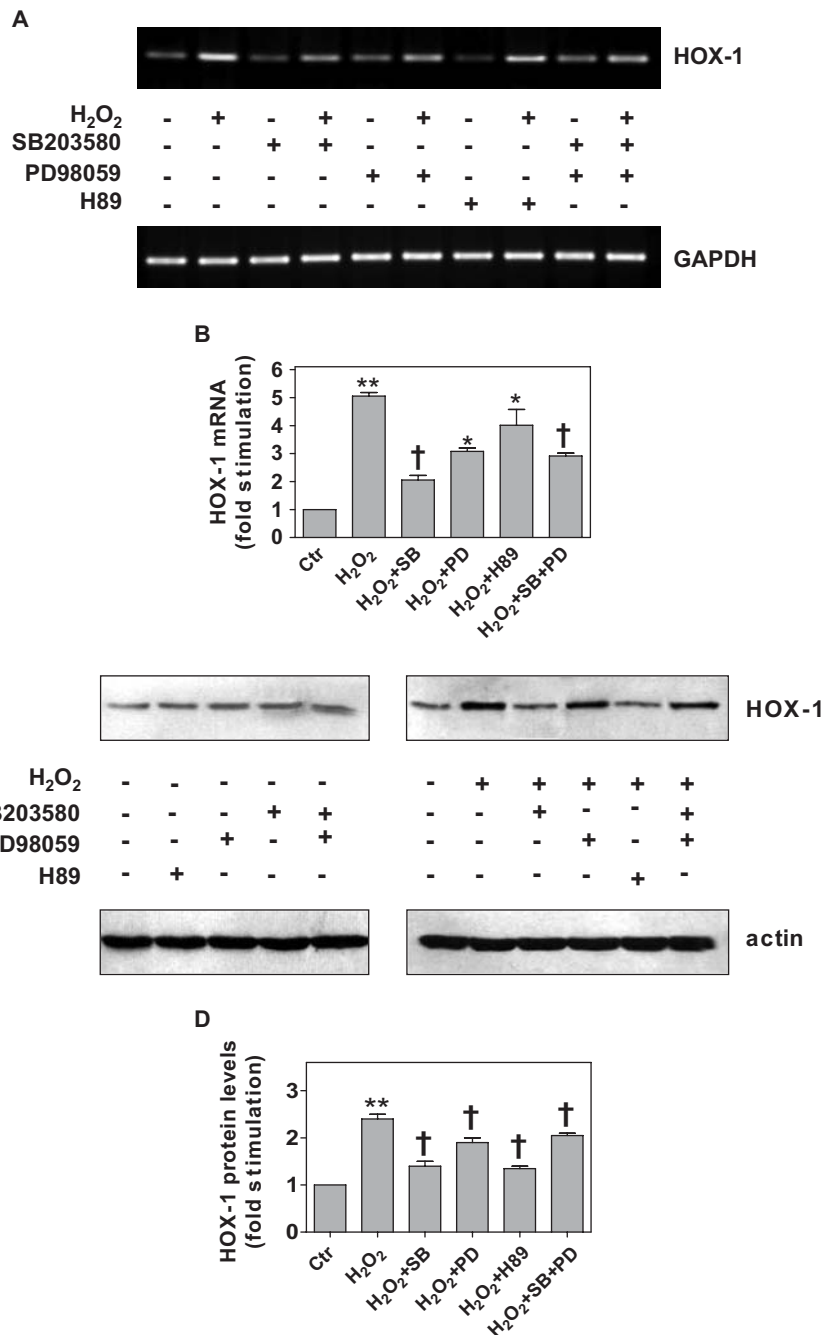 A
HOX-1
H₂O₂ - + - + - + - + - +
SB203580 - - + + - - - - + +
PD98059 - - - - + + - - + +
H89 - - - - - - + + - -
GAPDH
B
HOX-1 mRNA
(fold stimulation)
6
5
4
3
2
1
0
** † * * †
Ctr
H₂O₂
H₂O₂+SB
H₂O₂+PD
H₂O₂+H89
H₂O₂+SB+PD
HOX-1
H₂O₂ - - - - - - + + + + +
B203580 - - - + + - - + - - +
D98059 - - + - + - - - + - +
H89 - + - - - - - - - + -
actin
D
HOX-1 protein levels
(fold stimulation)
3
2
1
0
** † † † †
Ctr
H₂O₂
H₂O₂+SB
H₂O₂+PD
H₂O₂+H89
H₂O₂+SB+PD